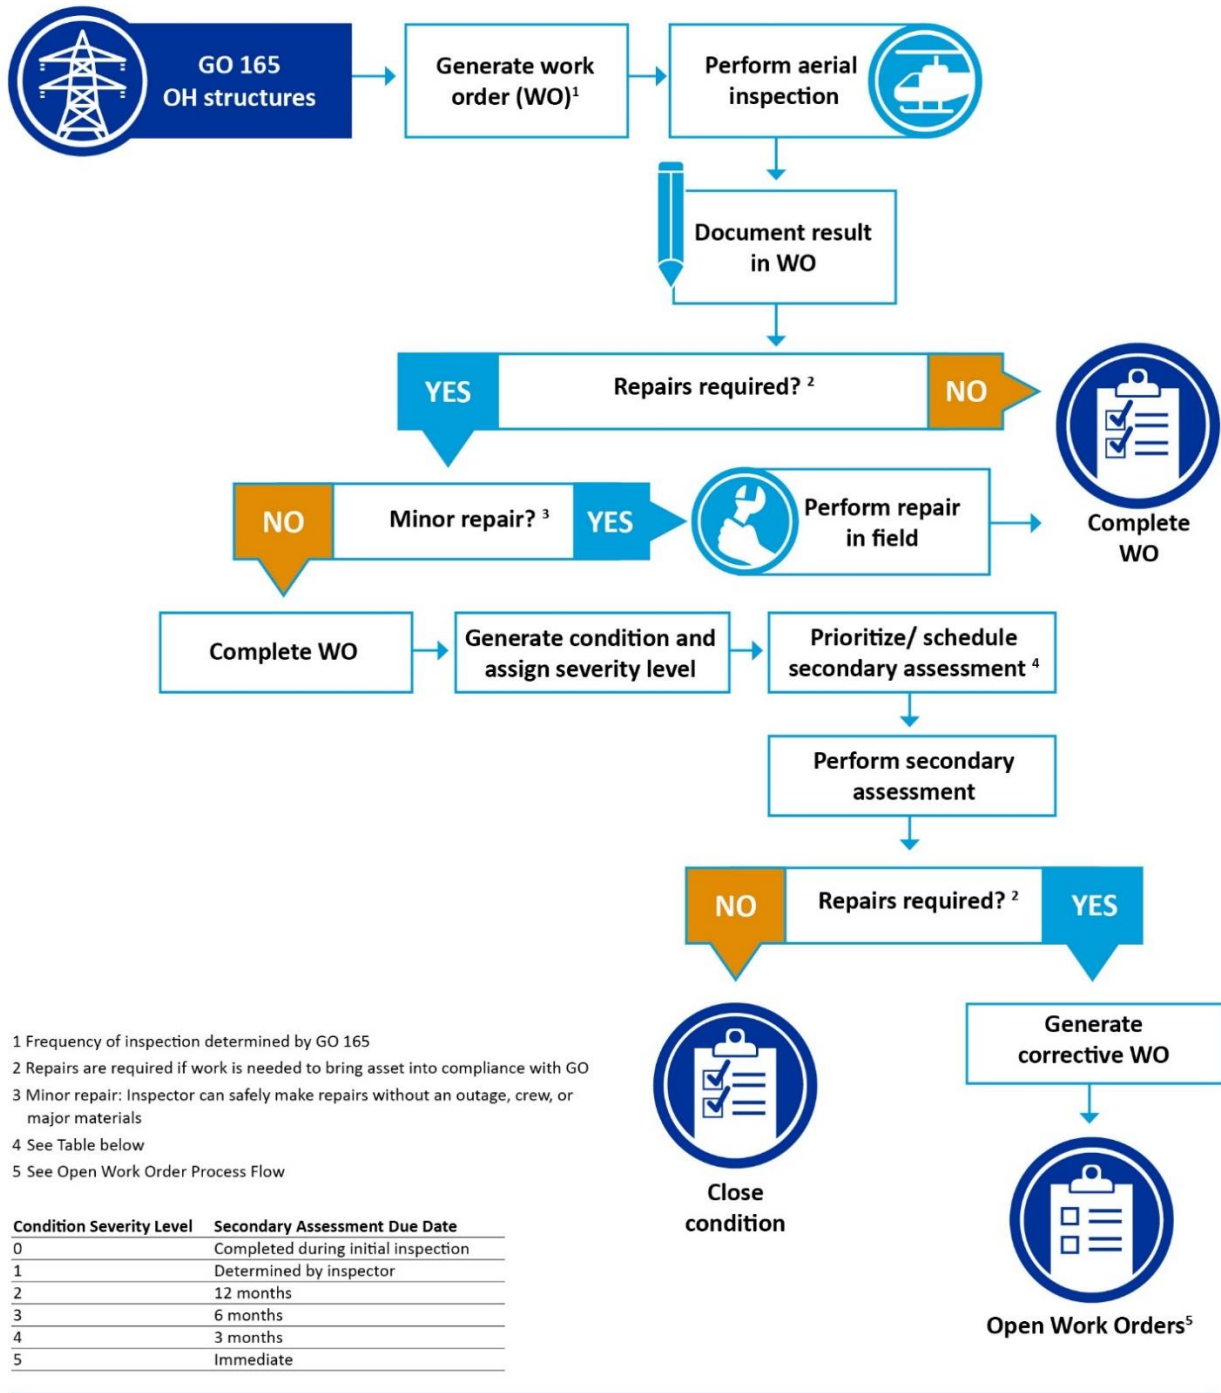 GO 165
OH structures
Generate work
order (WO)¹
Perform aerial
inspection
Document result
in WO
YES
Repairs required? ²
NO
NO
Minor repair? ³
YES
Perform repair
in field
Complete
WO
Complete WO
Generate condition and
assign severity level
Prioritize/ schedule
secondary assessment ⁴
Perform secondary
assessment
NO
Repairs required? ²
YES
Close
condition
Generate
corrective WO
Open Work Orders⁵
1 Frequency of inspection determined by GO 165
2 Repairs are required if work is needed to bring asset into compliance with GO
3 Minor repair: Inspector can safely make repairs without an outage, crew, or
major materials
4 See Table below
5 See Open Work Order Process Flow
Condition Severity Level Secondary Assessment Due Date
0 Completed during initial inspection
1 Determined by inspector
2 12 months
3 6 months
4 3 months
5 Immediate